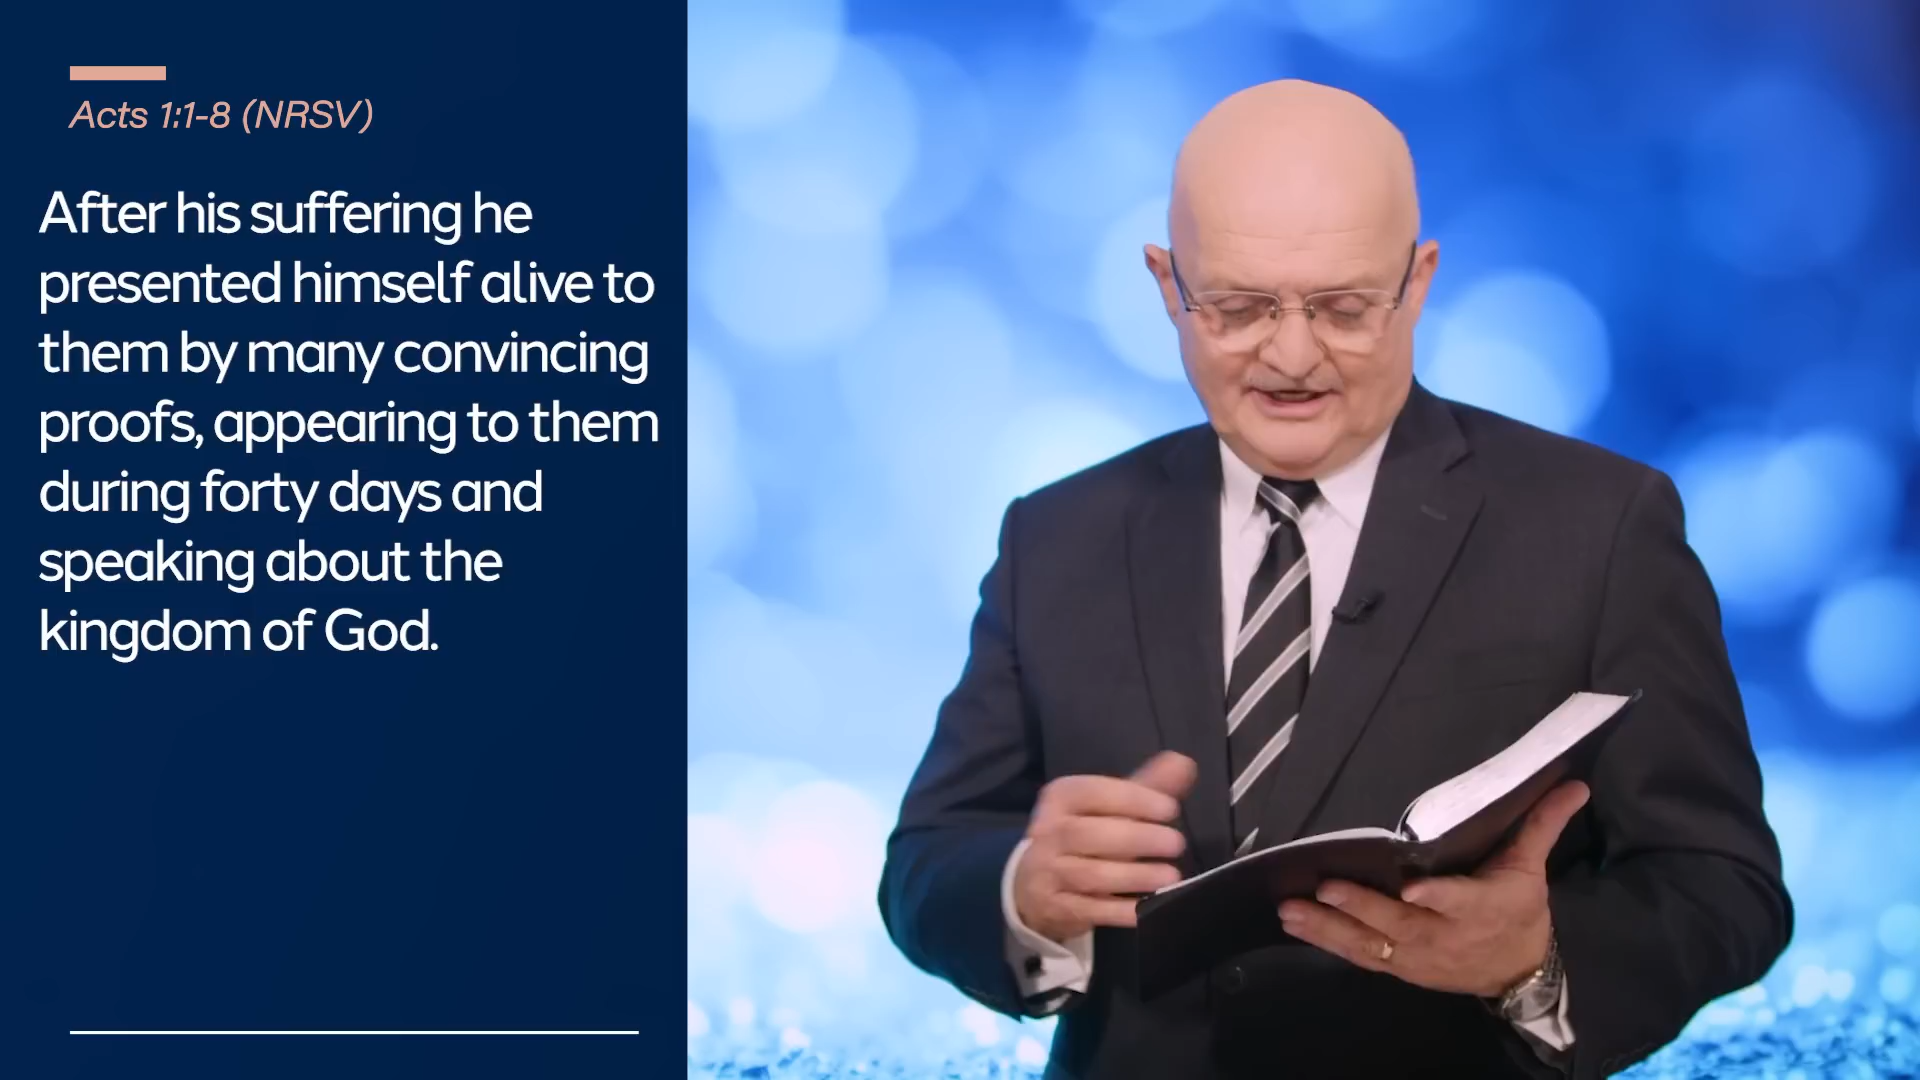 Acts 1:1-8 (NRSV)
After his suffering he
presented himself alive to
them by many convincing
proofs, appearing to them
during forty days and
speaking about the
kingdom of God.